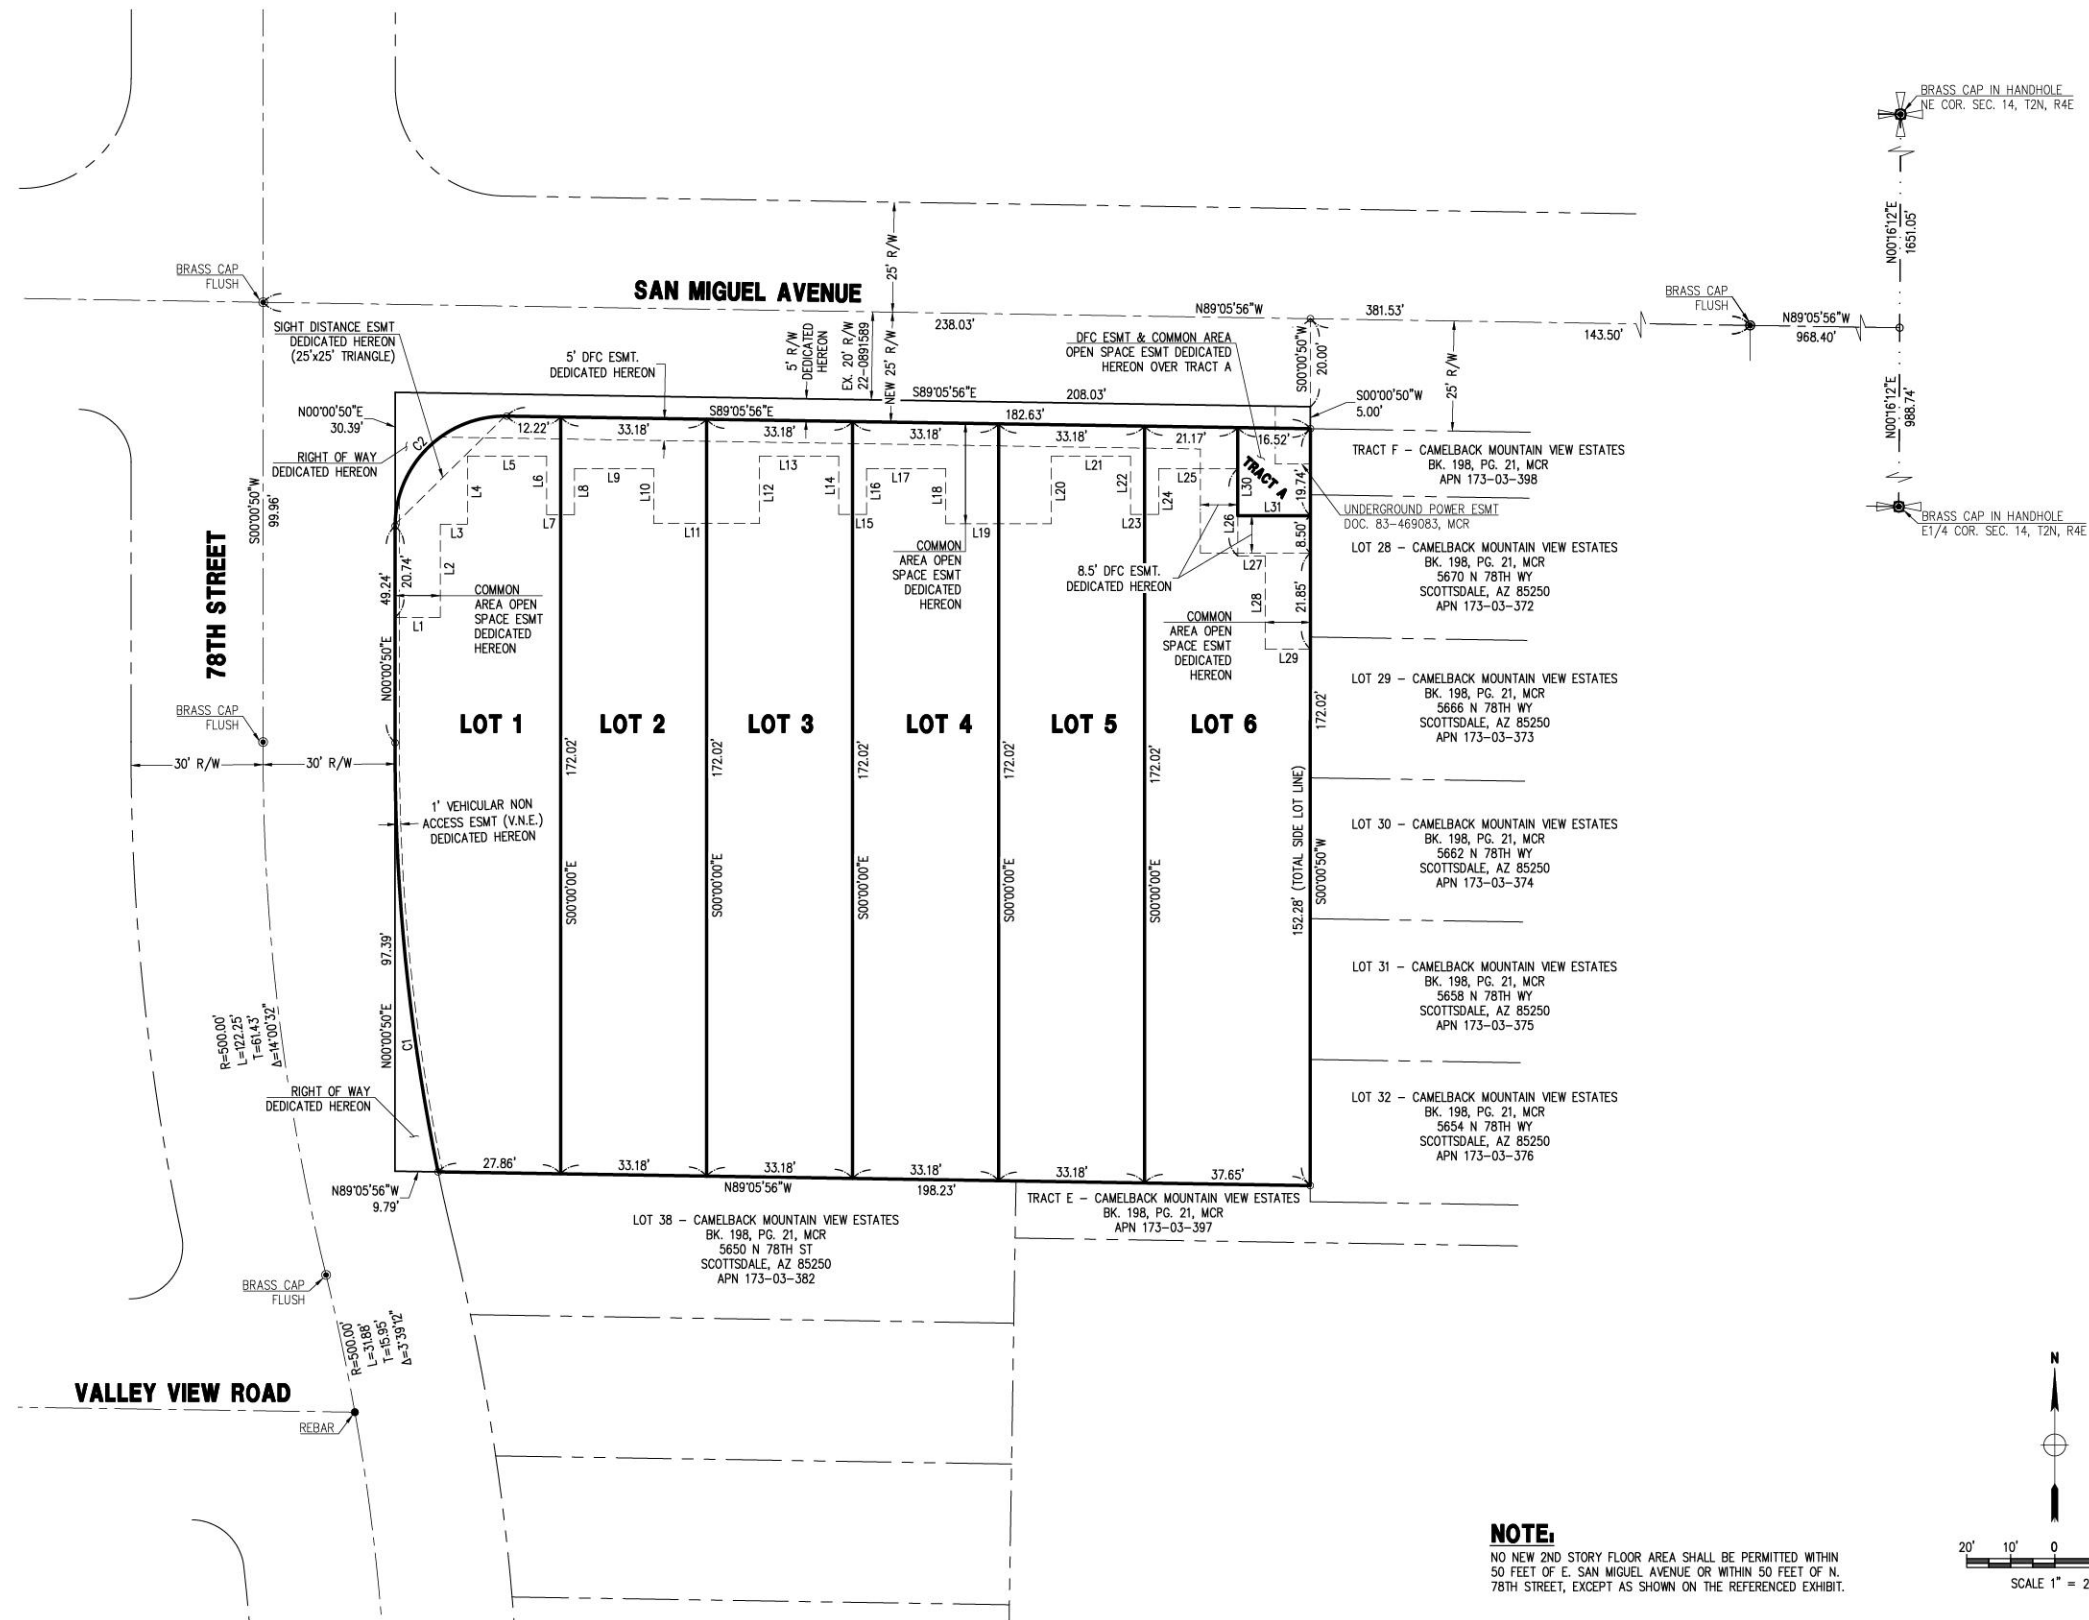 BRASS CAP IN HANDHOLE
NE COR. SEC. 14, T2N, R4E
N00°16'12"E
1651.05'
BRASS CAP
FLUSH
SAN MIGUEL AVENUE
25' R/W
BRASS CAP
FLUSH
N89°05'56"W
381.53'
238.03'
143.50'
N89°05'56"W
968.40'
SIGHT DISTANCE ESMT
DEDICATED HEREON
(25'x25' TRIANGLE)
5' DFC ESMT.
DEDICATED HEREON
5' R/W
DEDICATED
HEREON
EX. 20' R/W
22-0891589
NEW 25' R/W
DFC ESMT & COMMON AREA
OPEN SPACE ESMT DEDICATED
HEREON OVER TRACT A
S00°00'50"W
20.00'
25' R/W
N00°16'12"E
988.74'
S89°05'56"E
208.03'
S00°00'50"W
5.00'
N00°00'50"E
30.39'
S89°05'56"E
182.63'
12.22'
33.18'
33.18'
33.18'
33.18'
21.17'
16.52'
C2
RIGHT OF WAY
DEDICATED HEREON
TRACT F – CAMELBACK MOUNTAIN VIEW ESTATES
BK. 198, PG. 21, MCR
APN 173-03-398
L5
L9
L13
L17
L21
L25
TRACT A
L4
L6
L8
L10
L12
L14
L16
L18
L20
L22
L24
L30
19.74'
L31
UNDERGROUND POWER ESMT
DOC. 83-469083, MCR
BRASS CAP IN HANDHOLE
E1/4 COR. SEC. 14, T2N, R4E
S00°00'50"W
99.96'
L3
L7
L11
L15
L19
L23
L26
8.50'
78TH STREET
49.24'
20.74'
L2
L1
COMMON
AREA OPEN
SPACE ESMT
DEDICATED
HEREON
COMMON
AREA OPEN
SPACE ESMT
DEDICATED
HEREON
8.5' DFC ESMT.
DEDICATED HEREON
L27
L28
21.85'
L29
COMMON
AREA OPEN
SPACE ESMT
DEDICATED
HEREON
LOT 28 – CAMELBACK MOUNTAIN VIEW ESTATES
BK. 198, PG. 21, MCR
5670 N 78TH WY
SCOTTSDALE, AZ 85250
APN 173-03-372
N00°00'50"E
LOT 29 – CAMELBACK MOUNTAIN VIEW ESTATES
BK. 198, PG. 21, MCR
5666 N 78TH WY
SCOTTSDALE, AZ 85250
APN 173-03-373
BRASS CAP
FLUSH
LOT 1
LOT 2
LOT 3
LOT 4
LOT 5
LOT 6
172.02'
172.02'
172.02'
172.02'
172.02'
172.02'
30' R/W
30' R/W
1' VEHICULAR NON
ACCESS ESMT (V.N.E.)
DEDICATED HEREON
S00°00'00"E
S00°00'00"E
S00°00'00"E
S00°00'00"E
S00°00'00"E
152.28' (TOTAL SIDE LOT LINE)
S00°00'50"W
LOT 30 – CAMELBACK MOUNTAIN VIEW ESTATES
BK. 198, PG. 21, MCR
5662 N 78TH WY
SCOTTSDALE, AZ 85250
APN 173-03-374
97.39'
N00°00'50"E
C1
LOT 31 – CAMELBACK MOUNTAIN VIEW ESTATES
BK. 198, PG. 21, MCR
5658 N 78TH WY
SCOTTSDALE, AZ 85250
APN 173-03-375
R=500.00'
L=122.25'
T=61.43'
Δ=14°00'32"
RIGHT OF WAY
DEDICATED HEREON
LOT 32 – CAMELBACK MOUNTAIN VIEW ESTATES
BK. 198, PG. 21, MCR
5654 N 78TH WY
SCOTTSDALE, AZ 85250
APN 173-03-376
27.86'
33.18'
33.18'
33.18'
33.18'
37.65'
N89°05'56"W
9.79'
N89°05'56"W
198.23'
TRACT E – CAMELBACK MOUNTAIN VIEW ESTATES
BK. 198, PG. 21, MCR
APN 173-03-397
LOT 38 – CAMELBACK MOUNTAIN VIEW ESTATES
BK. 198, PG. 21, MCR
5650 N 78TH ST
SCOTTSDALE, AZ 85250
APN 173-03-382
BRASS CAP
FLUSH
R=500.00'
L=31.88'
T=15.95'
Δ=3°39'12"
VALLEY VIEW ROAD
REBAR
N
NOTE:
NO NEW 2ND STORY FLOOR AREA SHALL BE PERMITTED WITHIN
50 FEET OF E. SAN MIGUEL AVENUE OR WITHIN 50 FEET OF N.
78TH STREET, EXCEPT AS SHOWN ON THE REFERENCED EXHIBIT.
20' 10' 0
SCALE 1" = 2